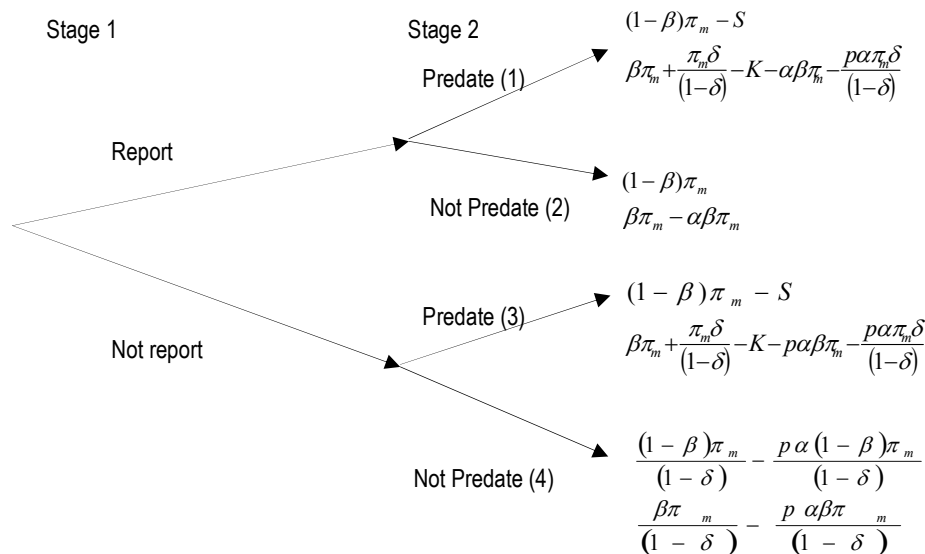 Stage 1
Stage 2
(1−β)π_m − S
βπ_m + π_mδ/(1−δ) − K − αβπ_m − pαπ_mδ/(1−δ)
Predate (1)
Report
(1−β)π_m
βπ_m − αβπ_m
Not Predate (2)
(1 − β)π_m − S
βπ_m + π_mδ/(1−δ) − K − pαβπ_m − pαπ_mδ/(1−δ)
Predate (3)
Not report
(1 − β)π_m/(1 − δ) − pα(1 − β)π_m/(1 − δ)
βπ_m/(1 − δ) − pαβπ_m/(1 − δ)
Not Predate (4)